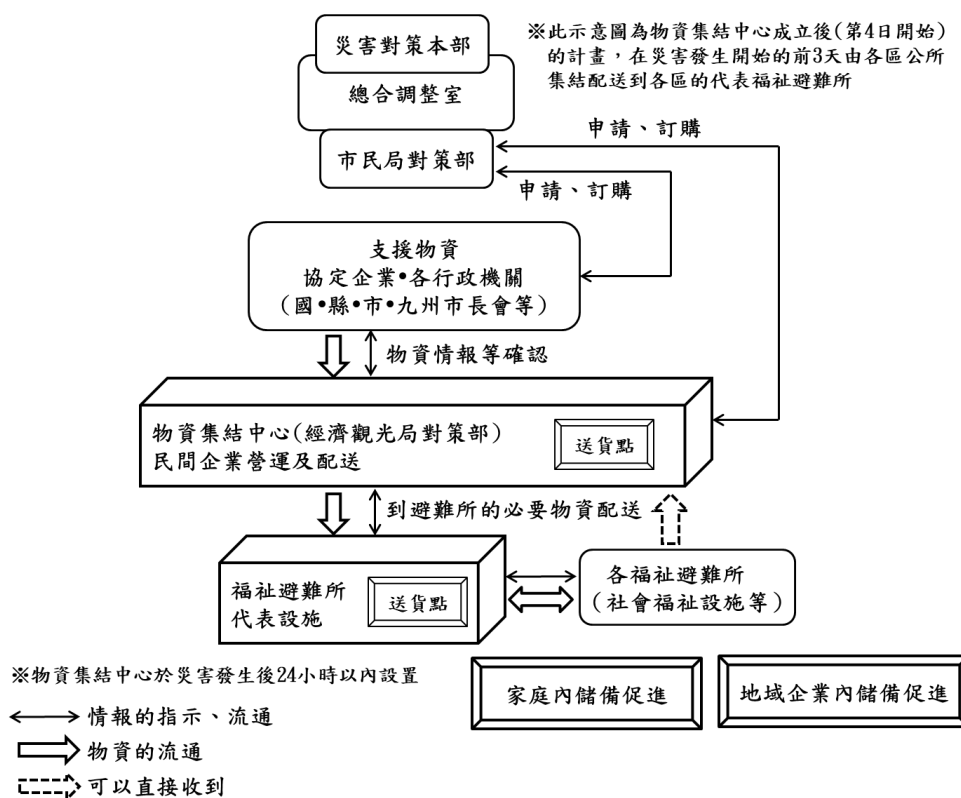 災害對策本部
總合調整室
市民局對策部
※此示意圖為物資集結中心成立後(第4日開始)
的計畫，在災害發生開始的前3天由各區公所
集結配送到各區的代表福祉避難所
申請、訂購
申請、訂購
支援物資
協定企業•各行政機關
(國•縣•市•九州市長會等)
物資情報等確認
物資集結中心(經濟觀光局對策部)
民間企業營運及配送
送貨點
到避難所的必要物資配送
福祉避難所
代表設施
送貨點
各福祉避難所
(社會福祉設施等)
※物資集結中心於災害發生後24小時以內設置
家庭內儲備促進
地域企業內儲備促進
情報的指示、流通
物資的流通
可以直接收到